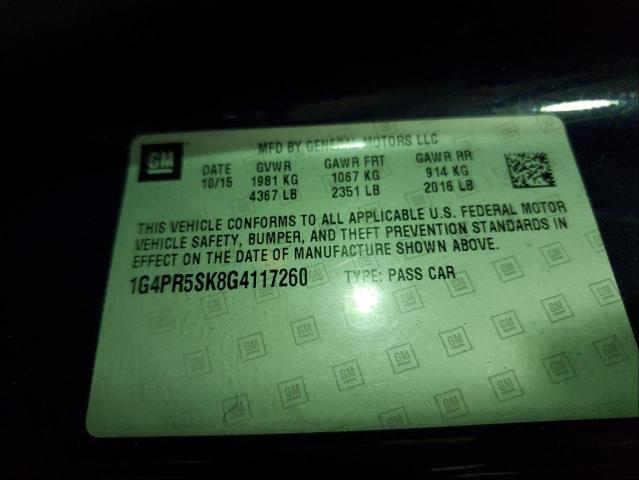 GM MFD BY GENERAL MOTORS LLC
DATE GVWR GAWR FRT GAWR RR
10/15 1981 KG 1067 KG 914 KG
4367 LB 2351 LB 2016 LB
THIS VEHICLE CONFORMS TO ALL APPLICABLE U.S. FEDERAL MOTOR
VEHICLE SAFETY, BUMPER, AND THEFT PREVENTION STANDARDS IN
EFFECT ON THE DATE OF MANUFACTURE SHOWN ABOVE.
1G4PR5SK8G4117260 TYPE: PASS CAR